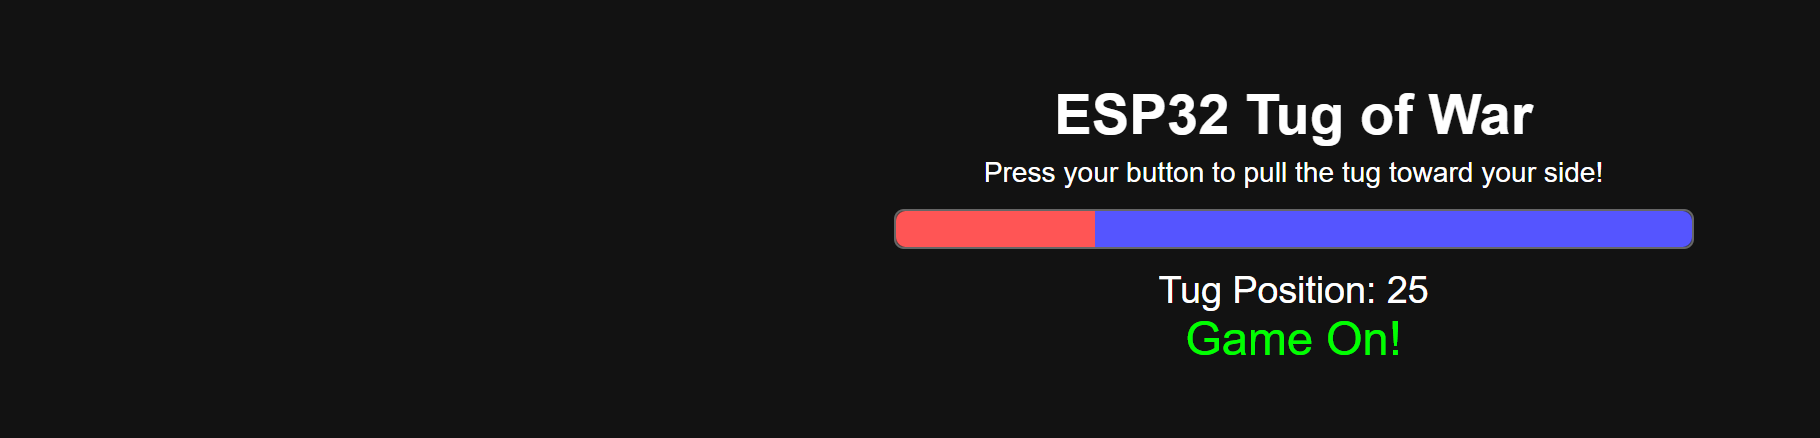 ESP32 Tug of War
Press your button to pull the tug toward your side!
Tug Position: 25
Game On!